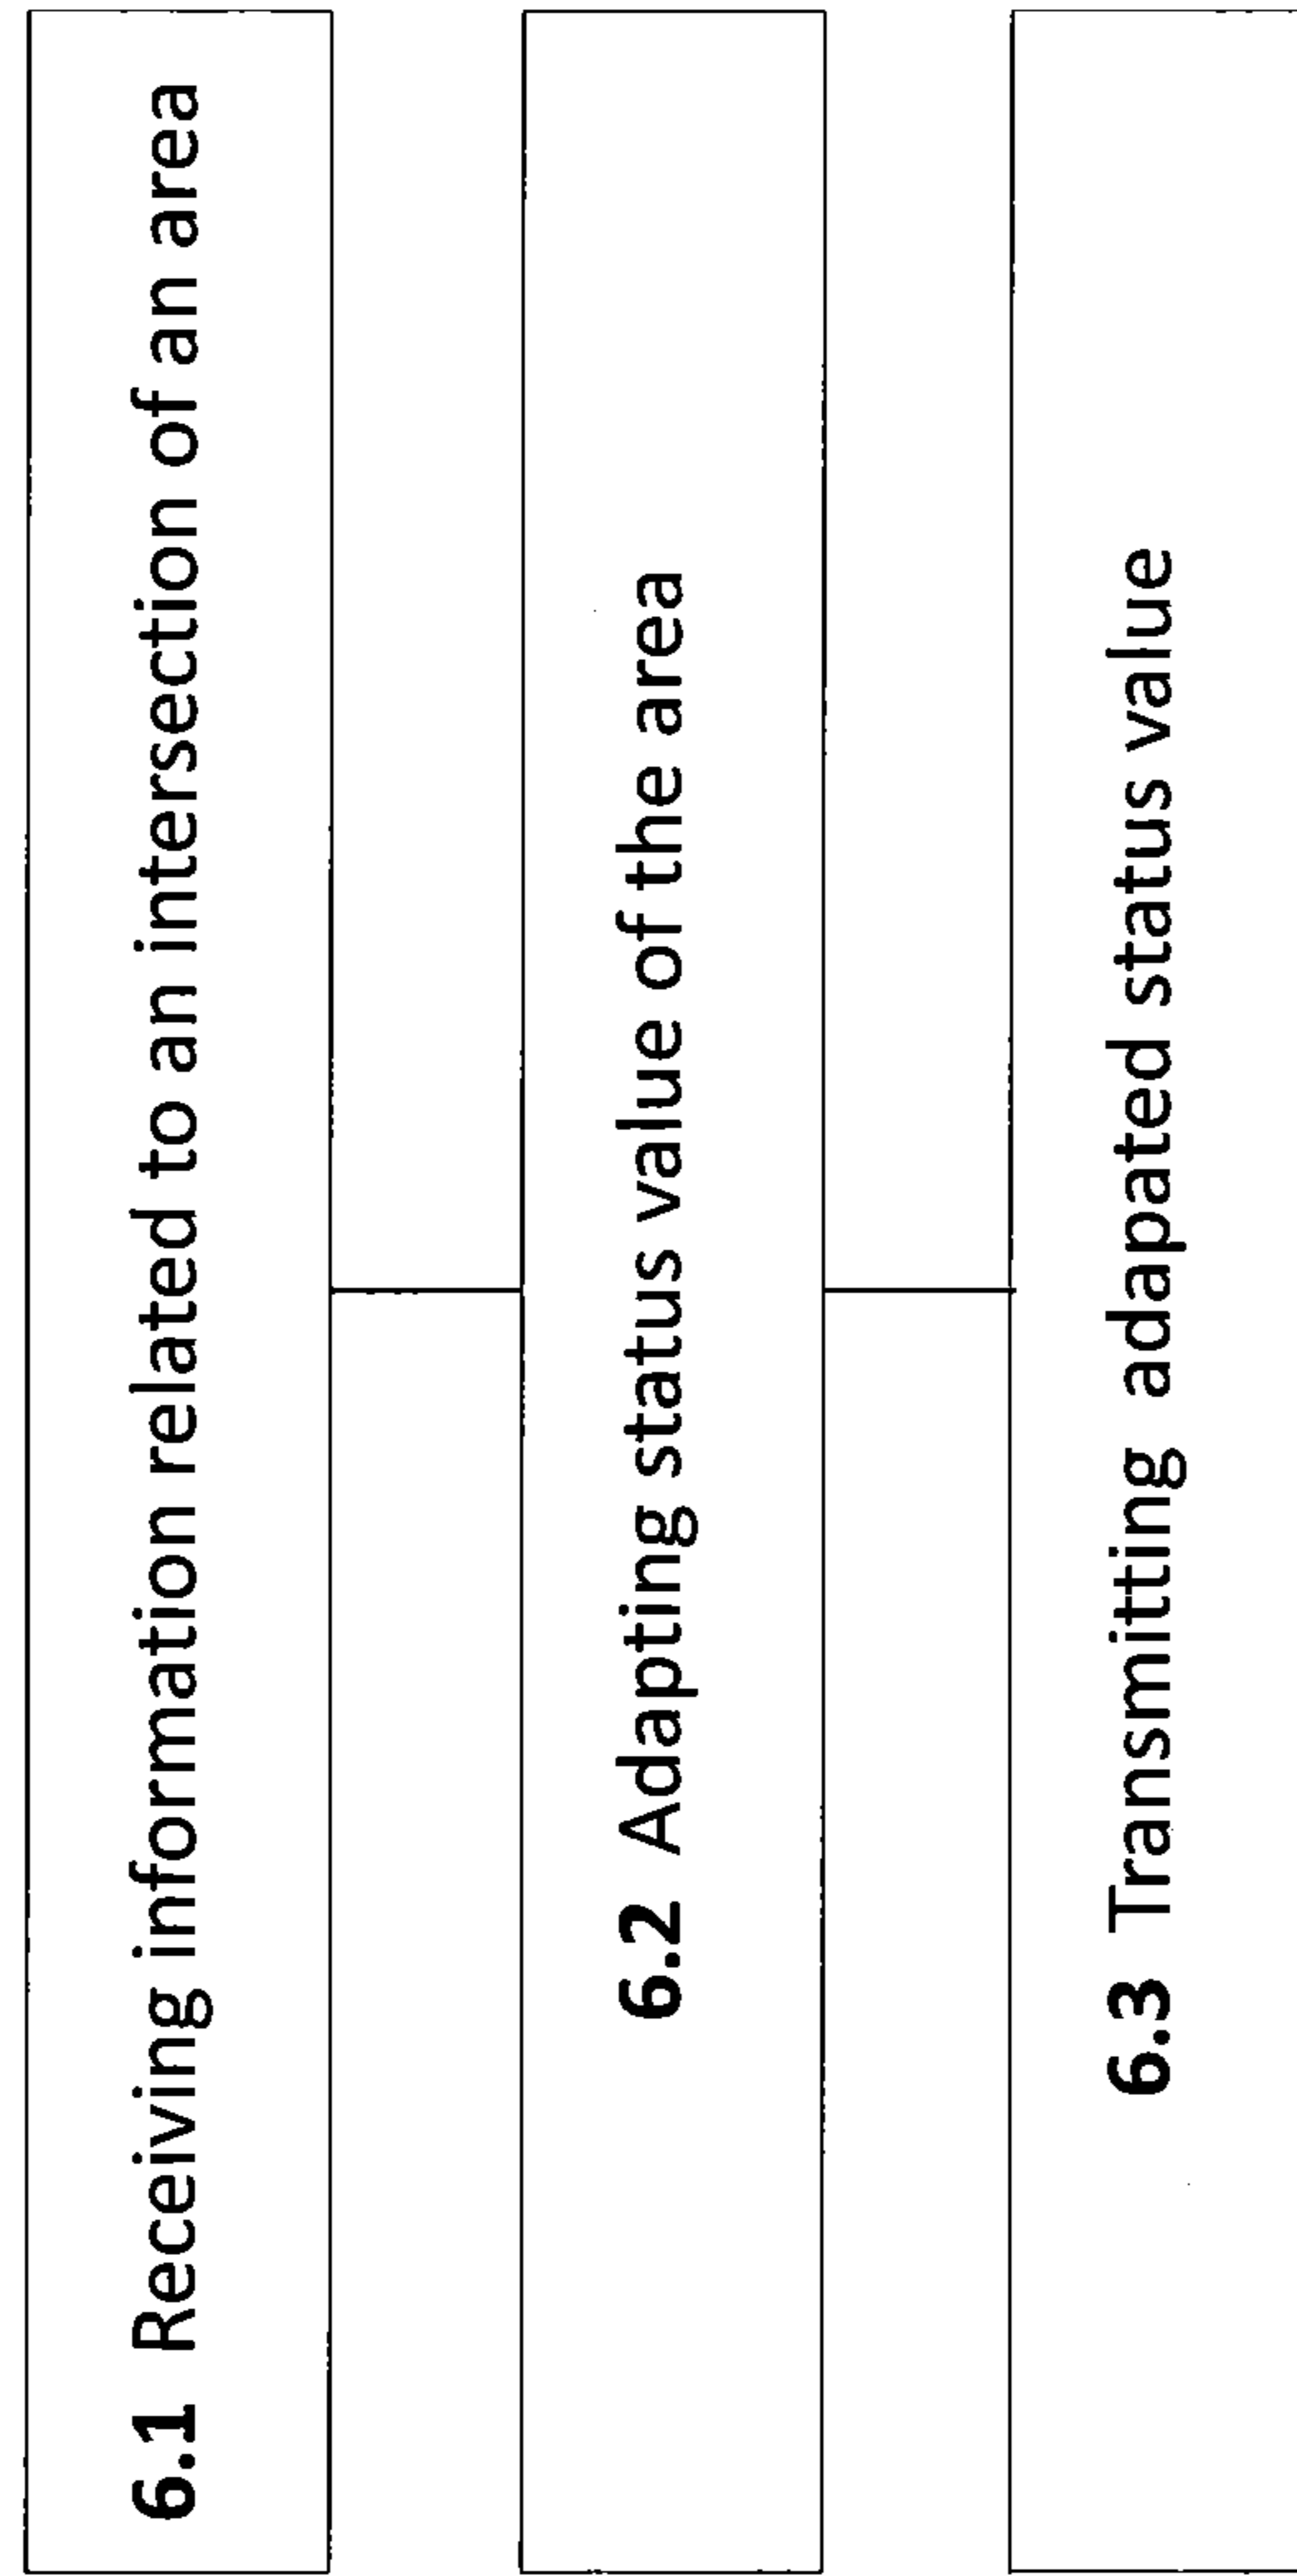 6.1 Receiving information related to an intersection of an area
6.2 Adapting status value of the area
6.3 Transmitting adapated status value